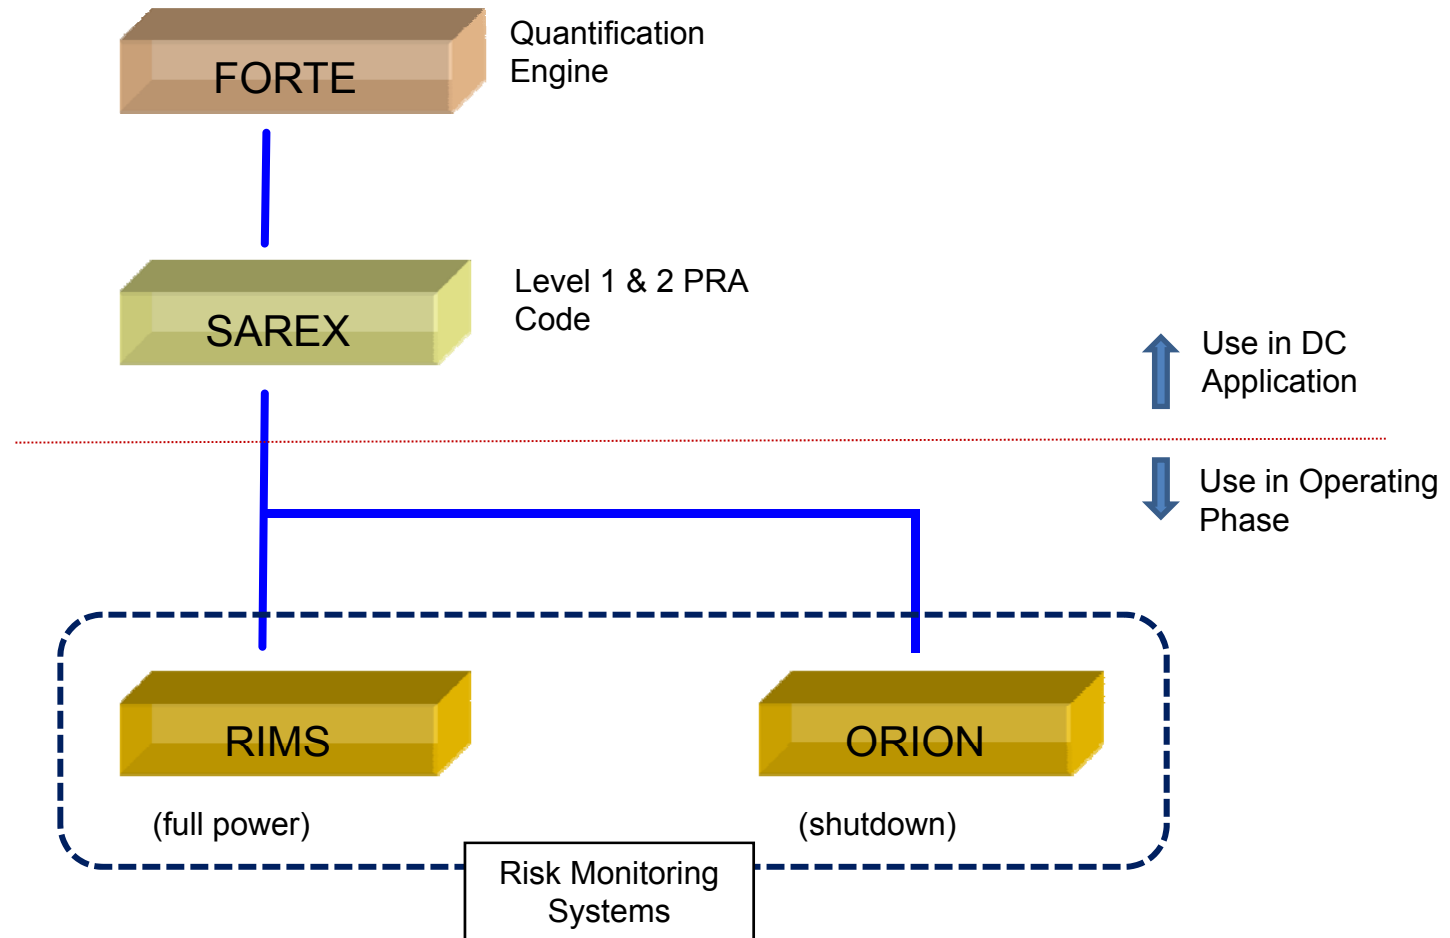 FORTE
Quantification
Engine
SAREX
Level 1 & 2 PRA
Code
Use in DC
Application
Use in Operating
Phase
RIMS
(full power)
ORION
(shutdown)
Risk Monitoring
Systems